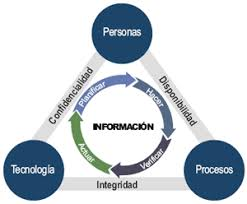 Personas
Confidencialidad
Disponibilidad
Planificar
Hacer
INFORMACIÓN
Actuar
Verificar
Tecnología
Procesos
Integridad